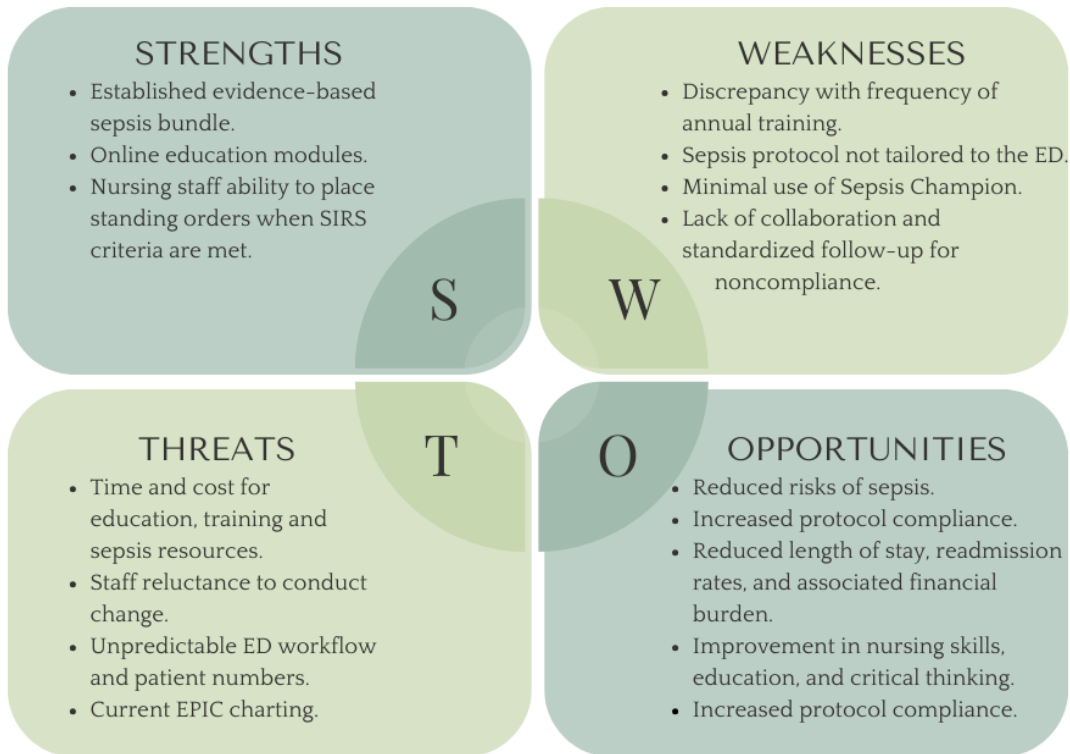 STRENGTHS
• Established evidence-based
sepsis bundle.
• Online education modules.
• Nursing staff ability to place
standing orders when SIRS
criteria are met.
S
WEAKNESSES
• Discrepancy with frequency of
annual training.
• Sepsis protocol not tailored to the ED.
• Minimal use of Sepsis Champion.
• Lack of collaboration and
standardized follow-up for
noncompliance.
W
THREATS
• Time and cost for
education, training and
sepsis resources.
• Staff reluctance to conduct
change.
• Unpredictable ED workflow
and patient numbers.
• Current EPIC charting.
T
OPPORTUNITIES
• Reduced risks of sepsis.
• Increased protocol compliance.
• Reduced length of stay, readmission
rates, and associated financial
burden.
• Improvement in nursing skills,
education, and critical thinking.
• Increased protocol compliance.
O